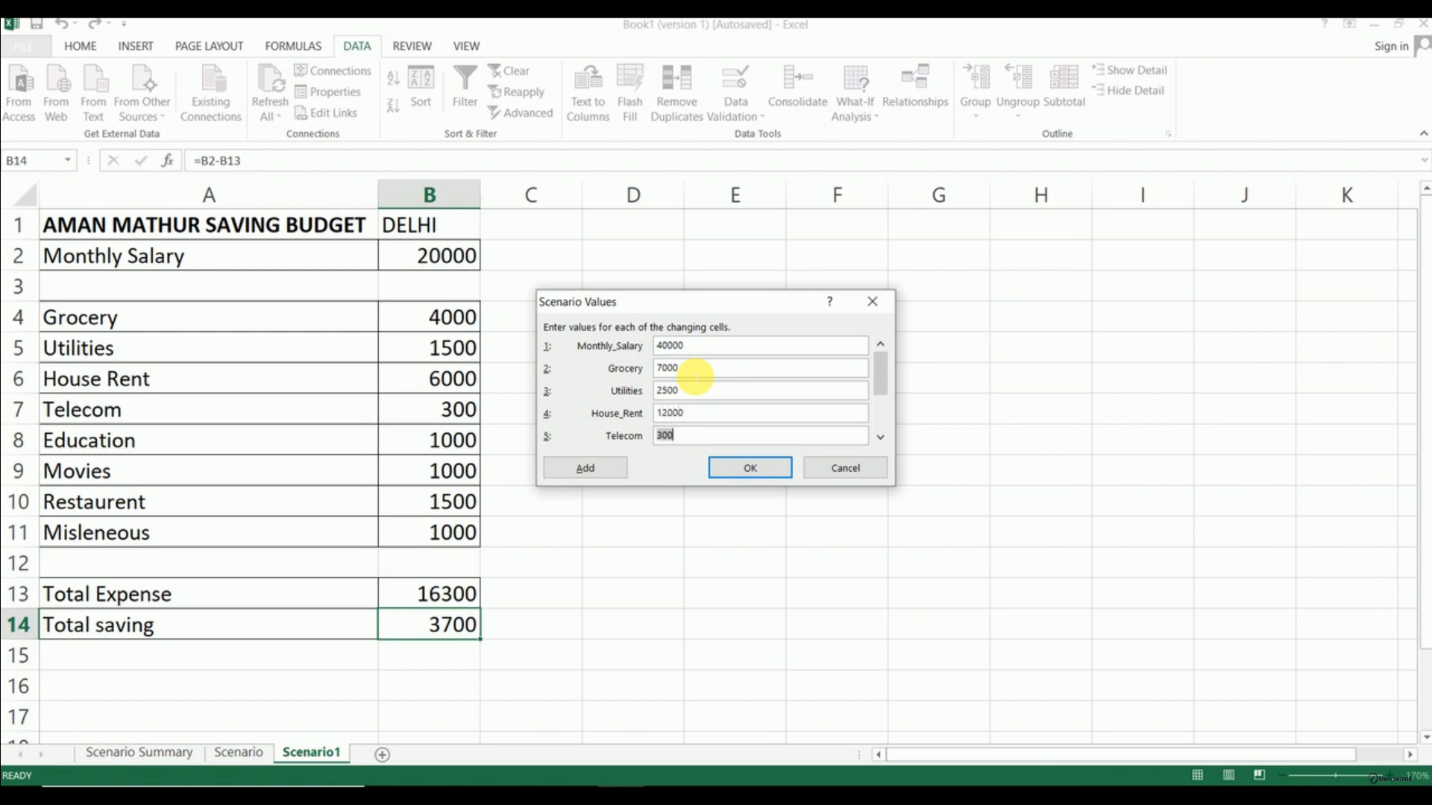 Book1 (version 1) [Autosaved] - Excel
FILE HOME INSERT PAGE LAYOUT FORMULAS DATA REVIEW VIEW Sign in
From Access
From Web
From Text
From Other Sources
Existing Connections
Refresh All
Connections
Properties
Edit Links
Sort
Filter
Clear
Reapply
Advanced
Text to Columns
Flash Fill
Remove Duplicates
Data Validation
Consolidate
What-If Analysis
Relationships
Group
Ungroup
Subtotal
Show Detail
Hide Detail
Get External Data Connections Sort & Filter Data Tools Outline
B14 fx =B2-B13
A B C D E F G H I J K
1 AMAN MATHUR SAVING BUDGET DELHI
2 Monthly Salary 20000
3
4 Grocery 4000
5 Utilities 1500
6 House Rent 6000
7 Telecom 300
8 Education 1000
9 Movies 1000
10 Restaurent 1500
11 Misleneous 1000
12
13 Total Expense 16300
14 Total saving 3700
15
16
17
Scenario Values ?
Enter values for each of the changing cells.
1: Monthly_Salary 40000
2: Grocery 7000
3: Utilities 2500
4: House_Rent 12000
5: Telecom 300
Add OK Cancel
Scenario Summary Scenario Scenario1
READY 170%